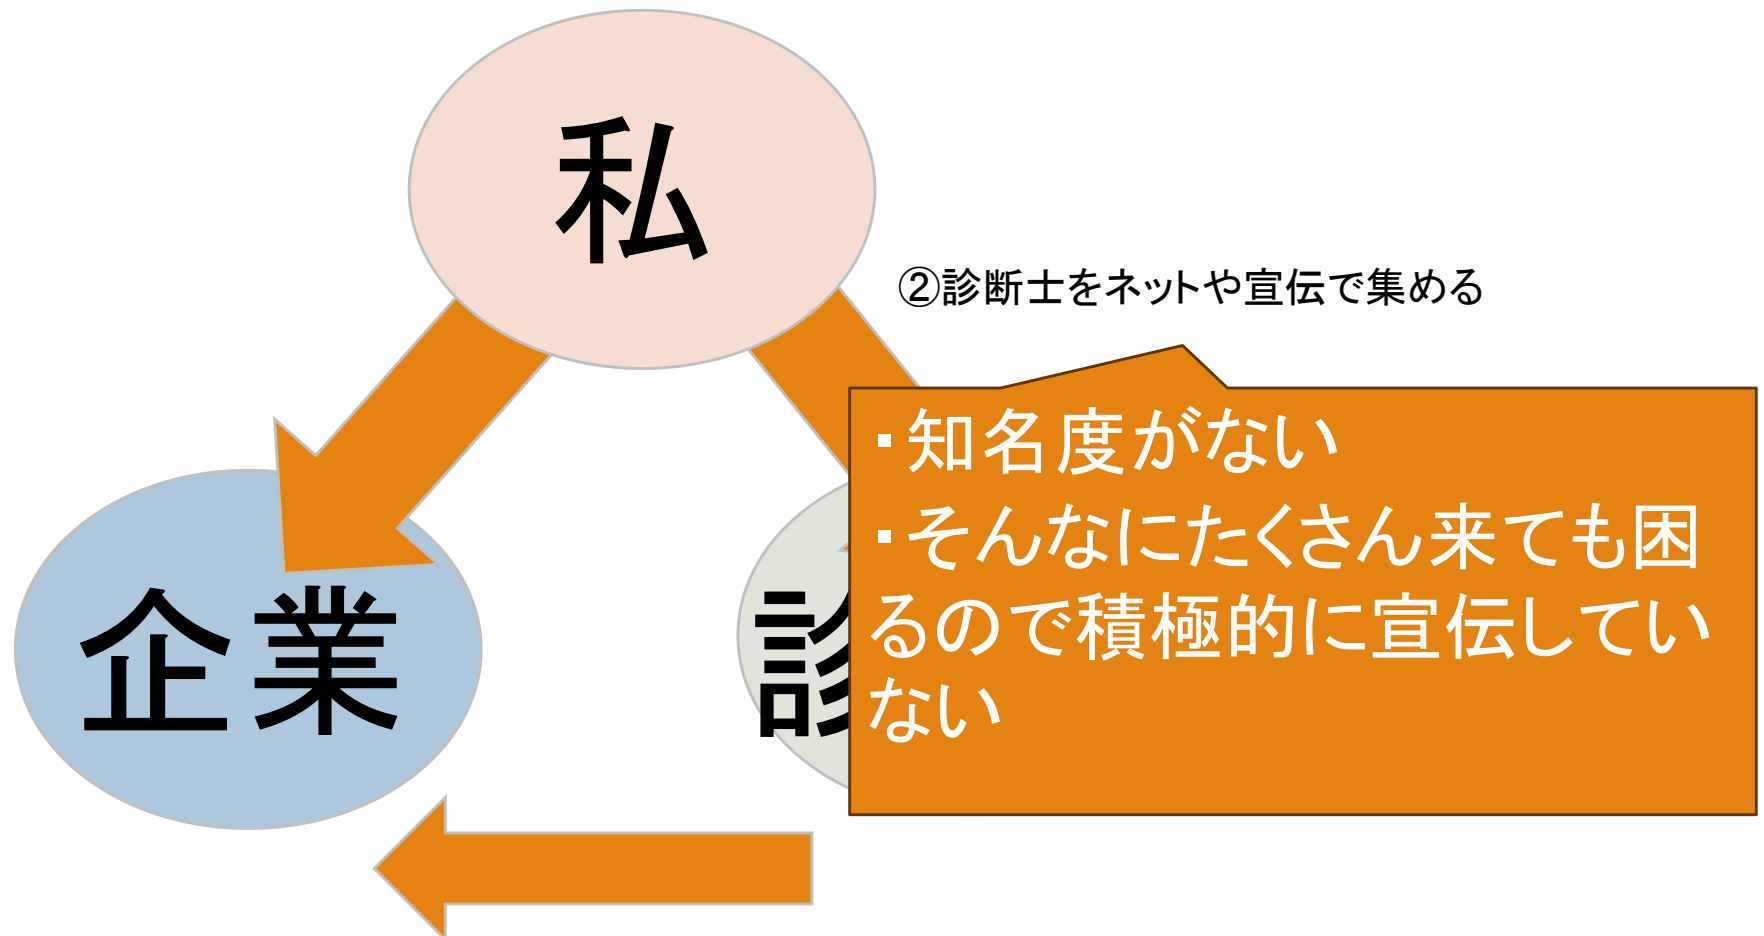 私
②診断士をネットや宣伝で集める
・知名度がない
・そんなにたくさん来ても困
るので積極的に宣伝してい
ない
企業
診